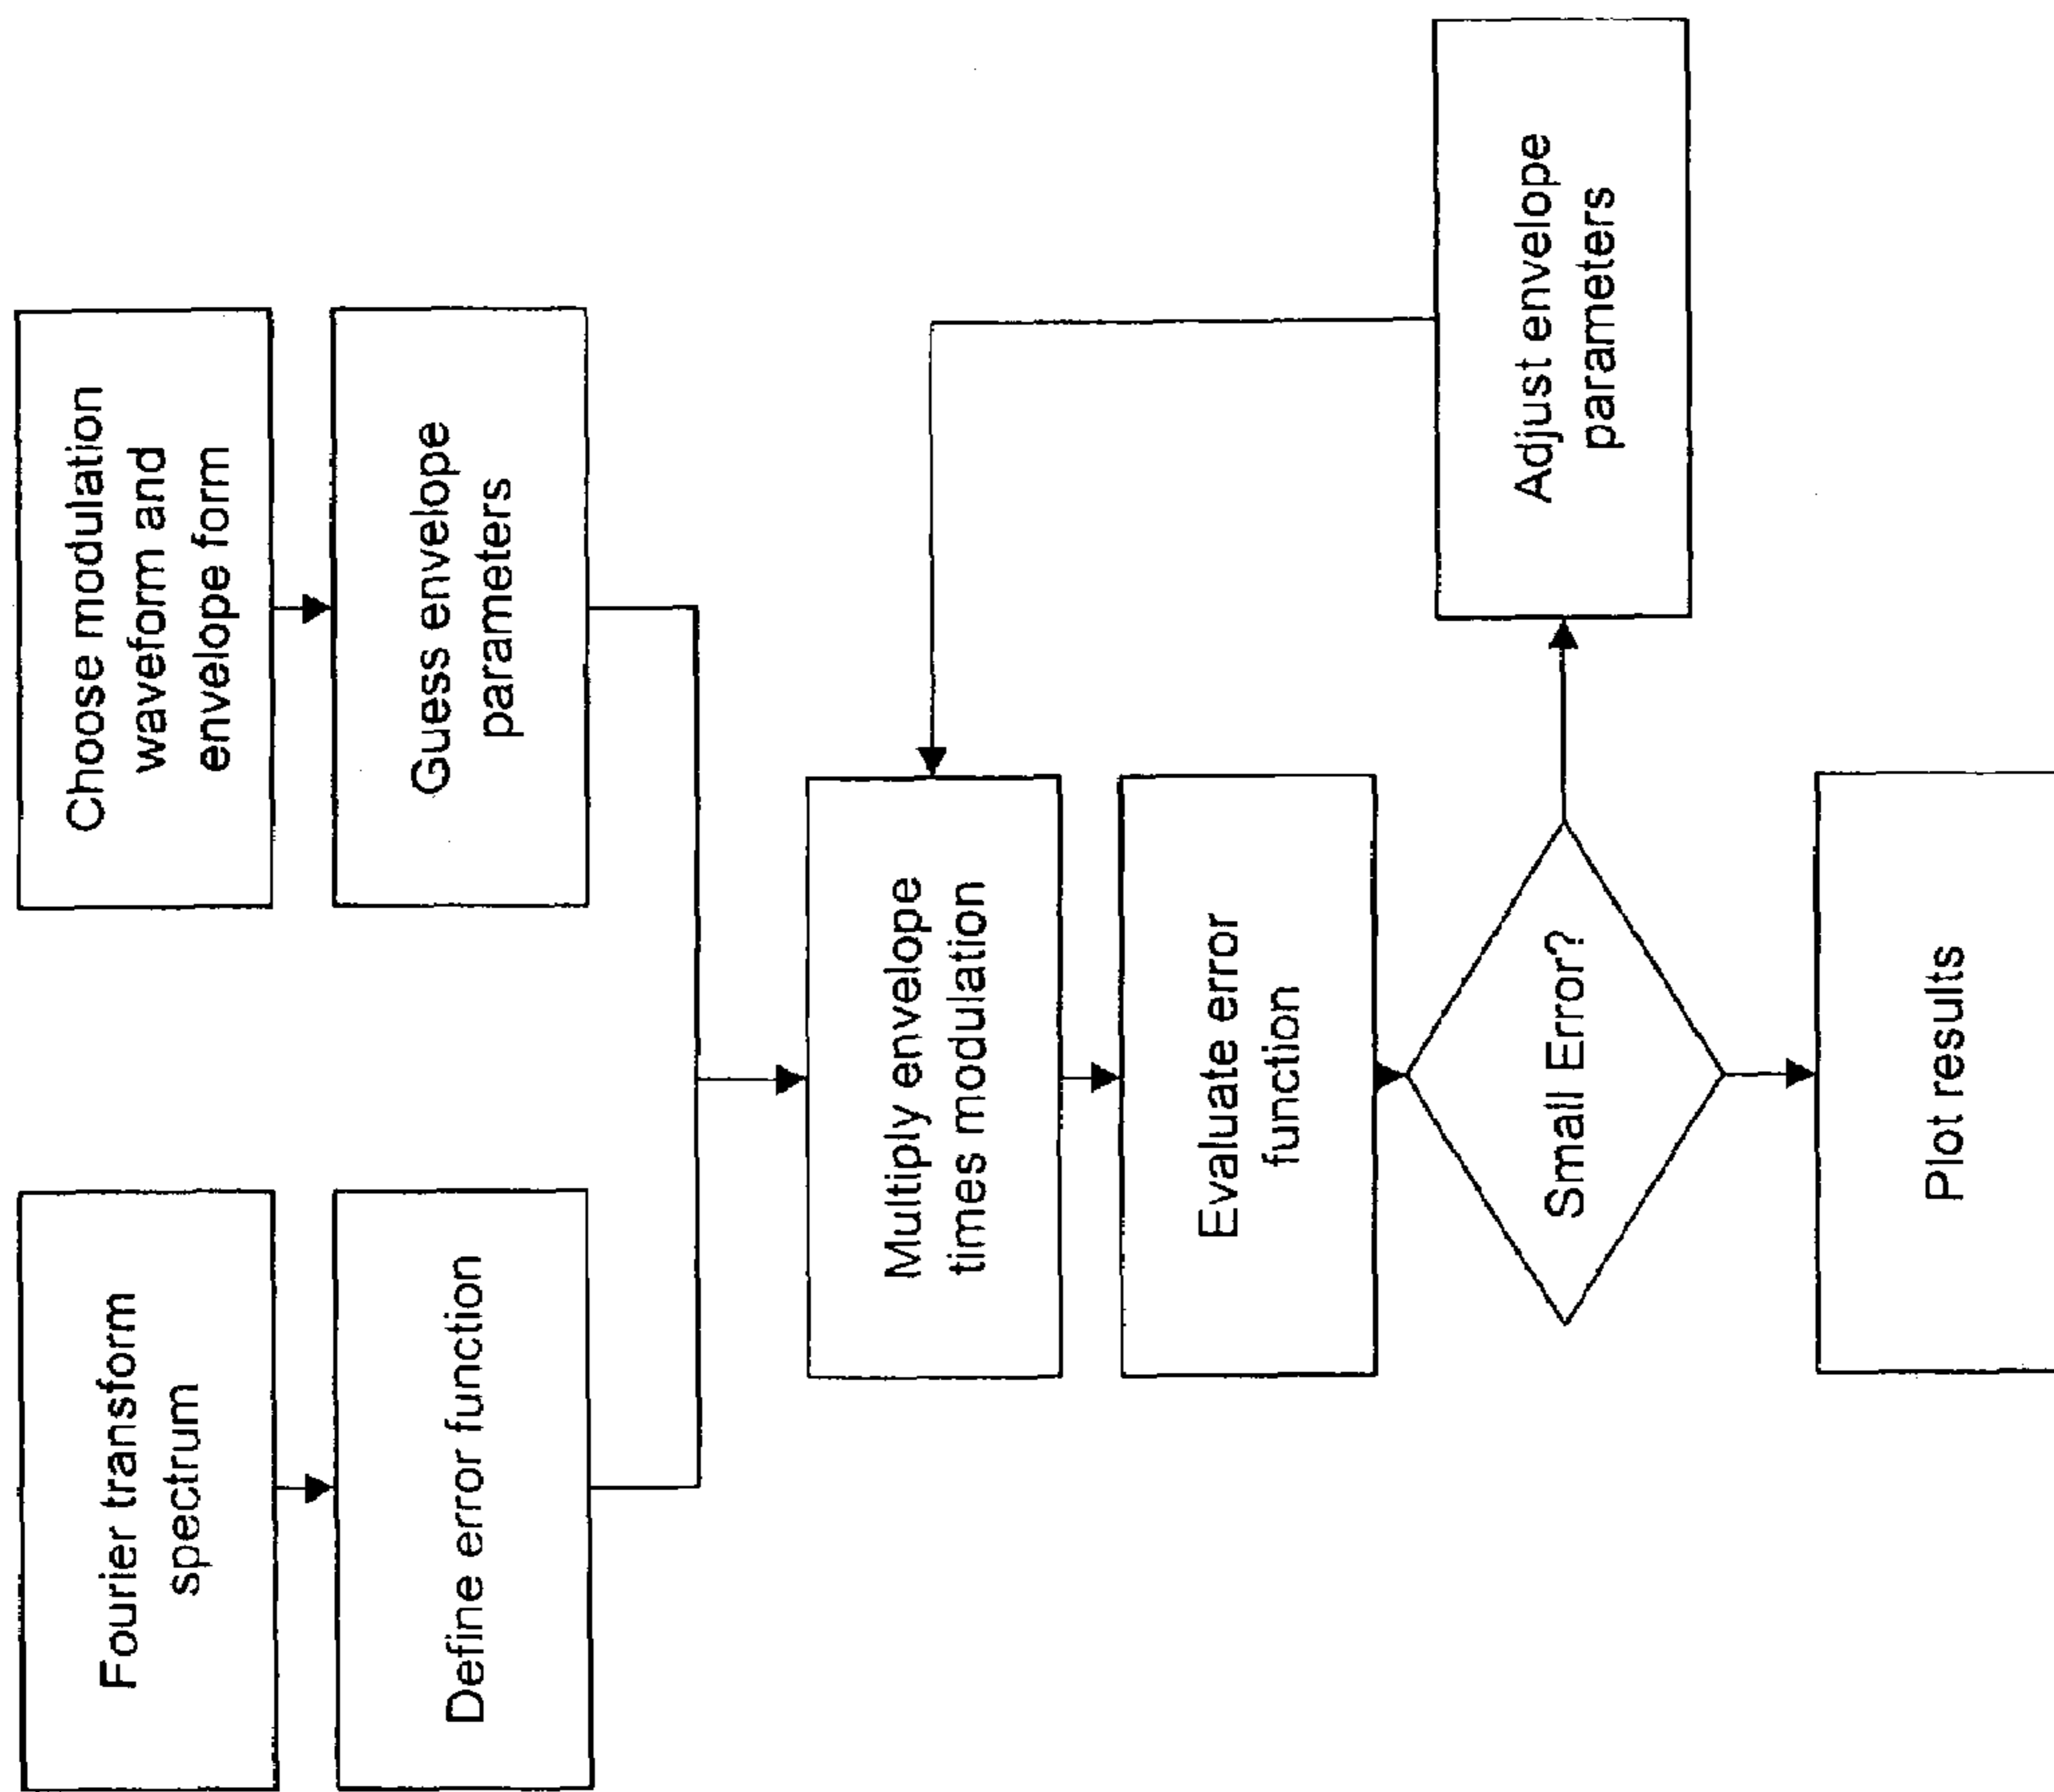 Fourier transform
spectrum
Choose modulation
waveform and
envelope form
Define error function
Guess envelope
parameters
Multiply envelope
times modulation
Evaluate error
function
Small Error?
Adjust envelope
parameters
Plot results